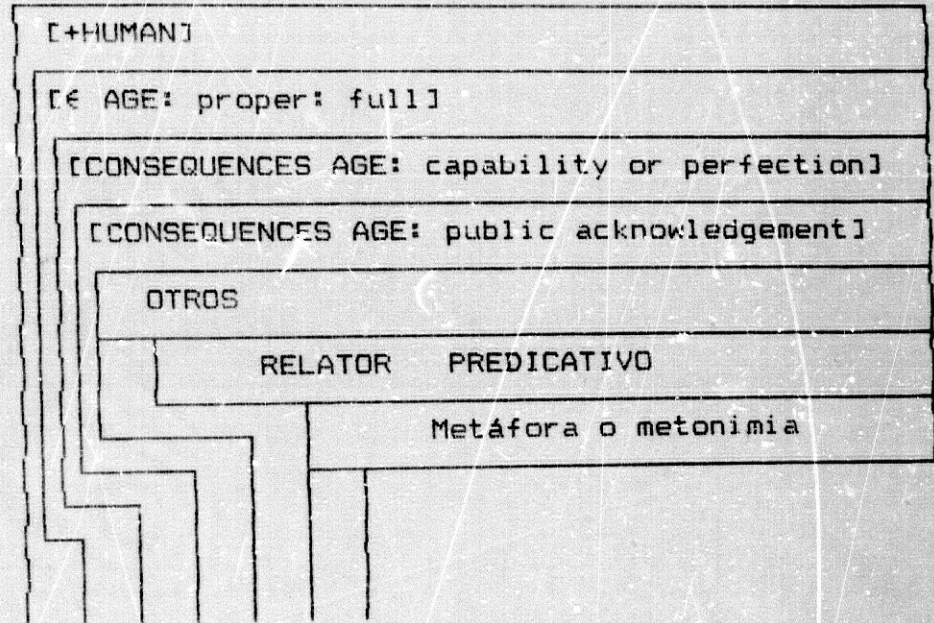 [+HUMAN]
[€ AGE: proper: full]
[CONSEQUENCES AGE: capability or perfection]
[CONSEQUENCES AGE: public acknowledgement]
OTROS
RELATOR PREDICATIVO
Metáfora o metonimia